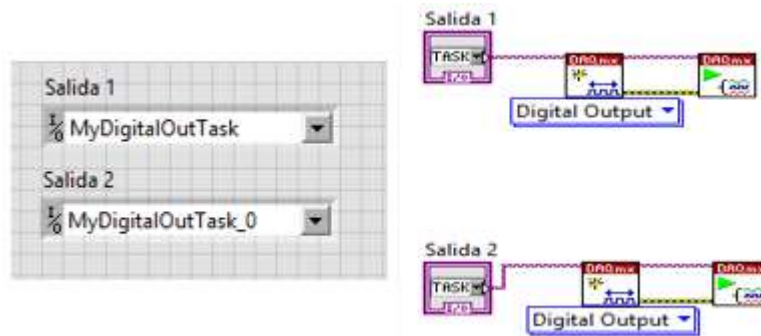 Salida 1
MyDigitalOutTask
Salida 2
MyDigitalOutTask_0
Salida 1
TASK
I/O
DAQmx
DAQmx
Digital Output
Salida 2
TASK
I/O
DAQmx
DAQmx
Digital Output